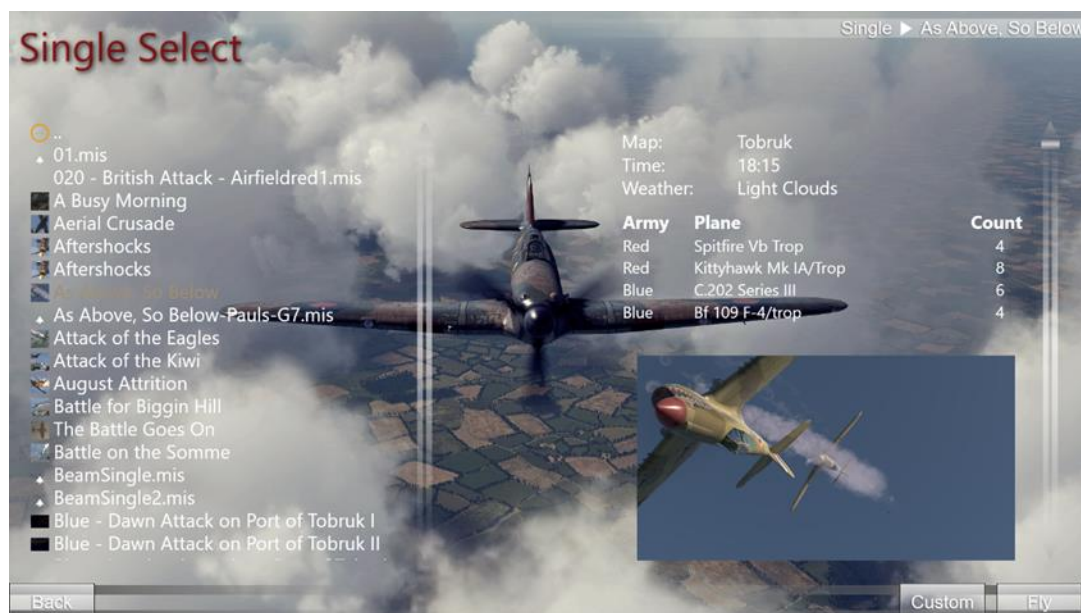 Single ▶ As Above, So Below
Single Select
..
01.mis
020 - British Attack - Airfieldred1.mis
A Busy Morning
Aerial Crusade
Aftershocks
Aftershocks
As Above, So Below
As Above, So Below-Pauls-G7.mis
Attack of the Eagles
Attack of the Kiwi
August Attrition
Battle for Biggin Hill
The Battle Goes On
Battle on the Somme
BeamSingle.mis
BeamSingle2.mis
Blue - Dawn Attack on Port of Tobruk I
Blue - Dawn Attack on Port of Tobruk II
Map: Tobruk
Time: 18:15
Weather: Light Clouds
Army Plane Count
Red Spitfire Vb Trop 4
Red Kittyhawk Mk IA/Trop 8
Blue C.202 Series III 6
Blue Bf 109 F-4/trop 4
Back
Custom
Fly